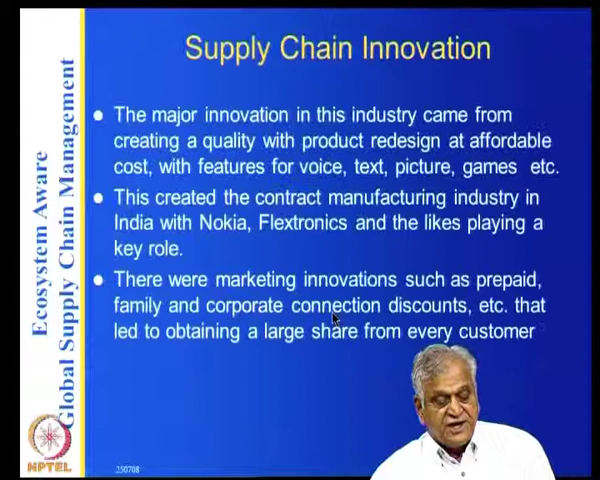 Supply Chain Innovation
The major innovation in this industry came from
creating a quality with product redesign at affordable
cost, with features for voice, text, picture, games etc.
This created the contract manufacturing industry in
India with Nokia, Flextronics and the likes playing a
key role.
There were marketing innovations such as prepaid,
family and corporate connection discounts, etc. that
led to obtaining a large share from every customer
Ecosystem Aware
Global Supply Chain Management
NPTEL
250708